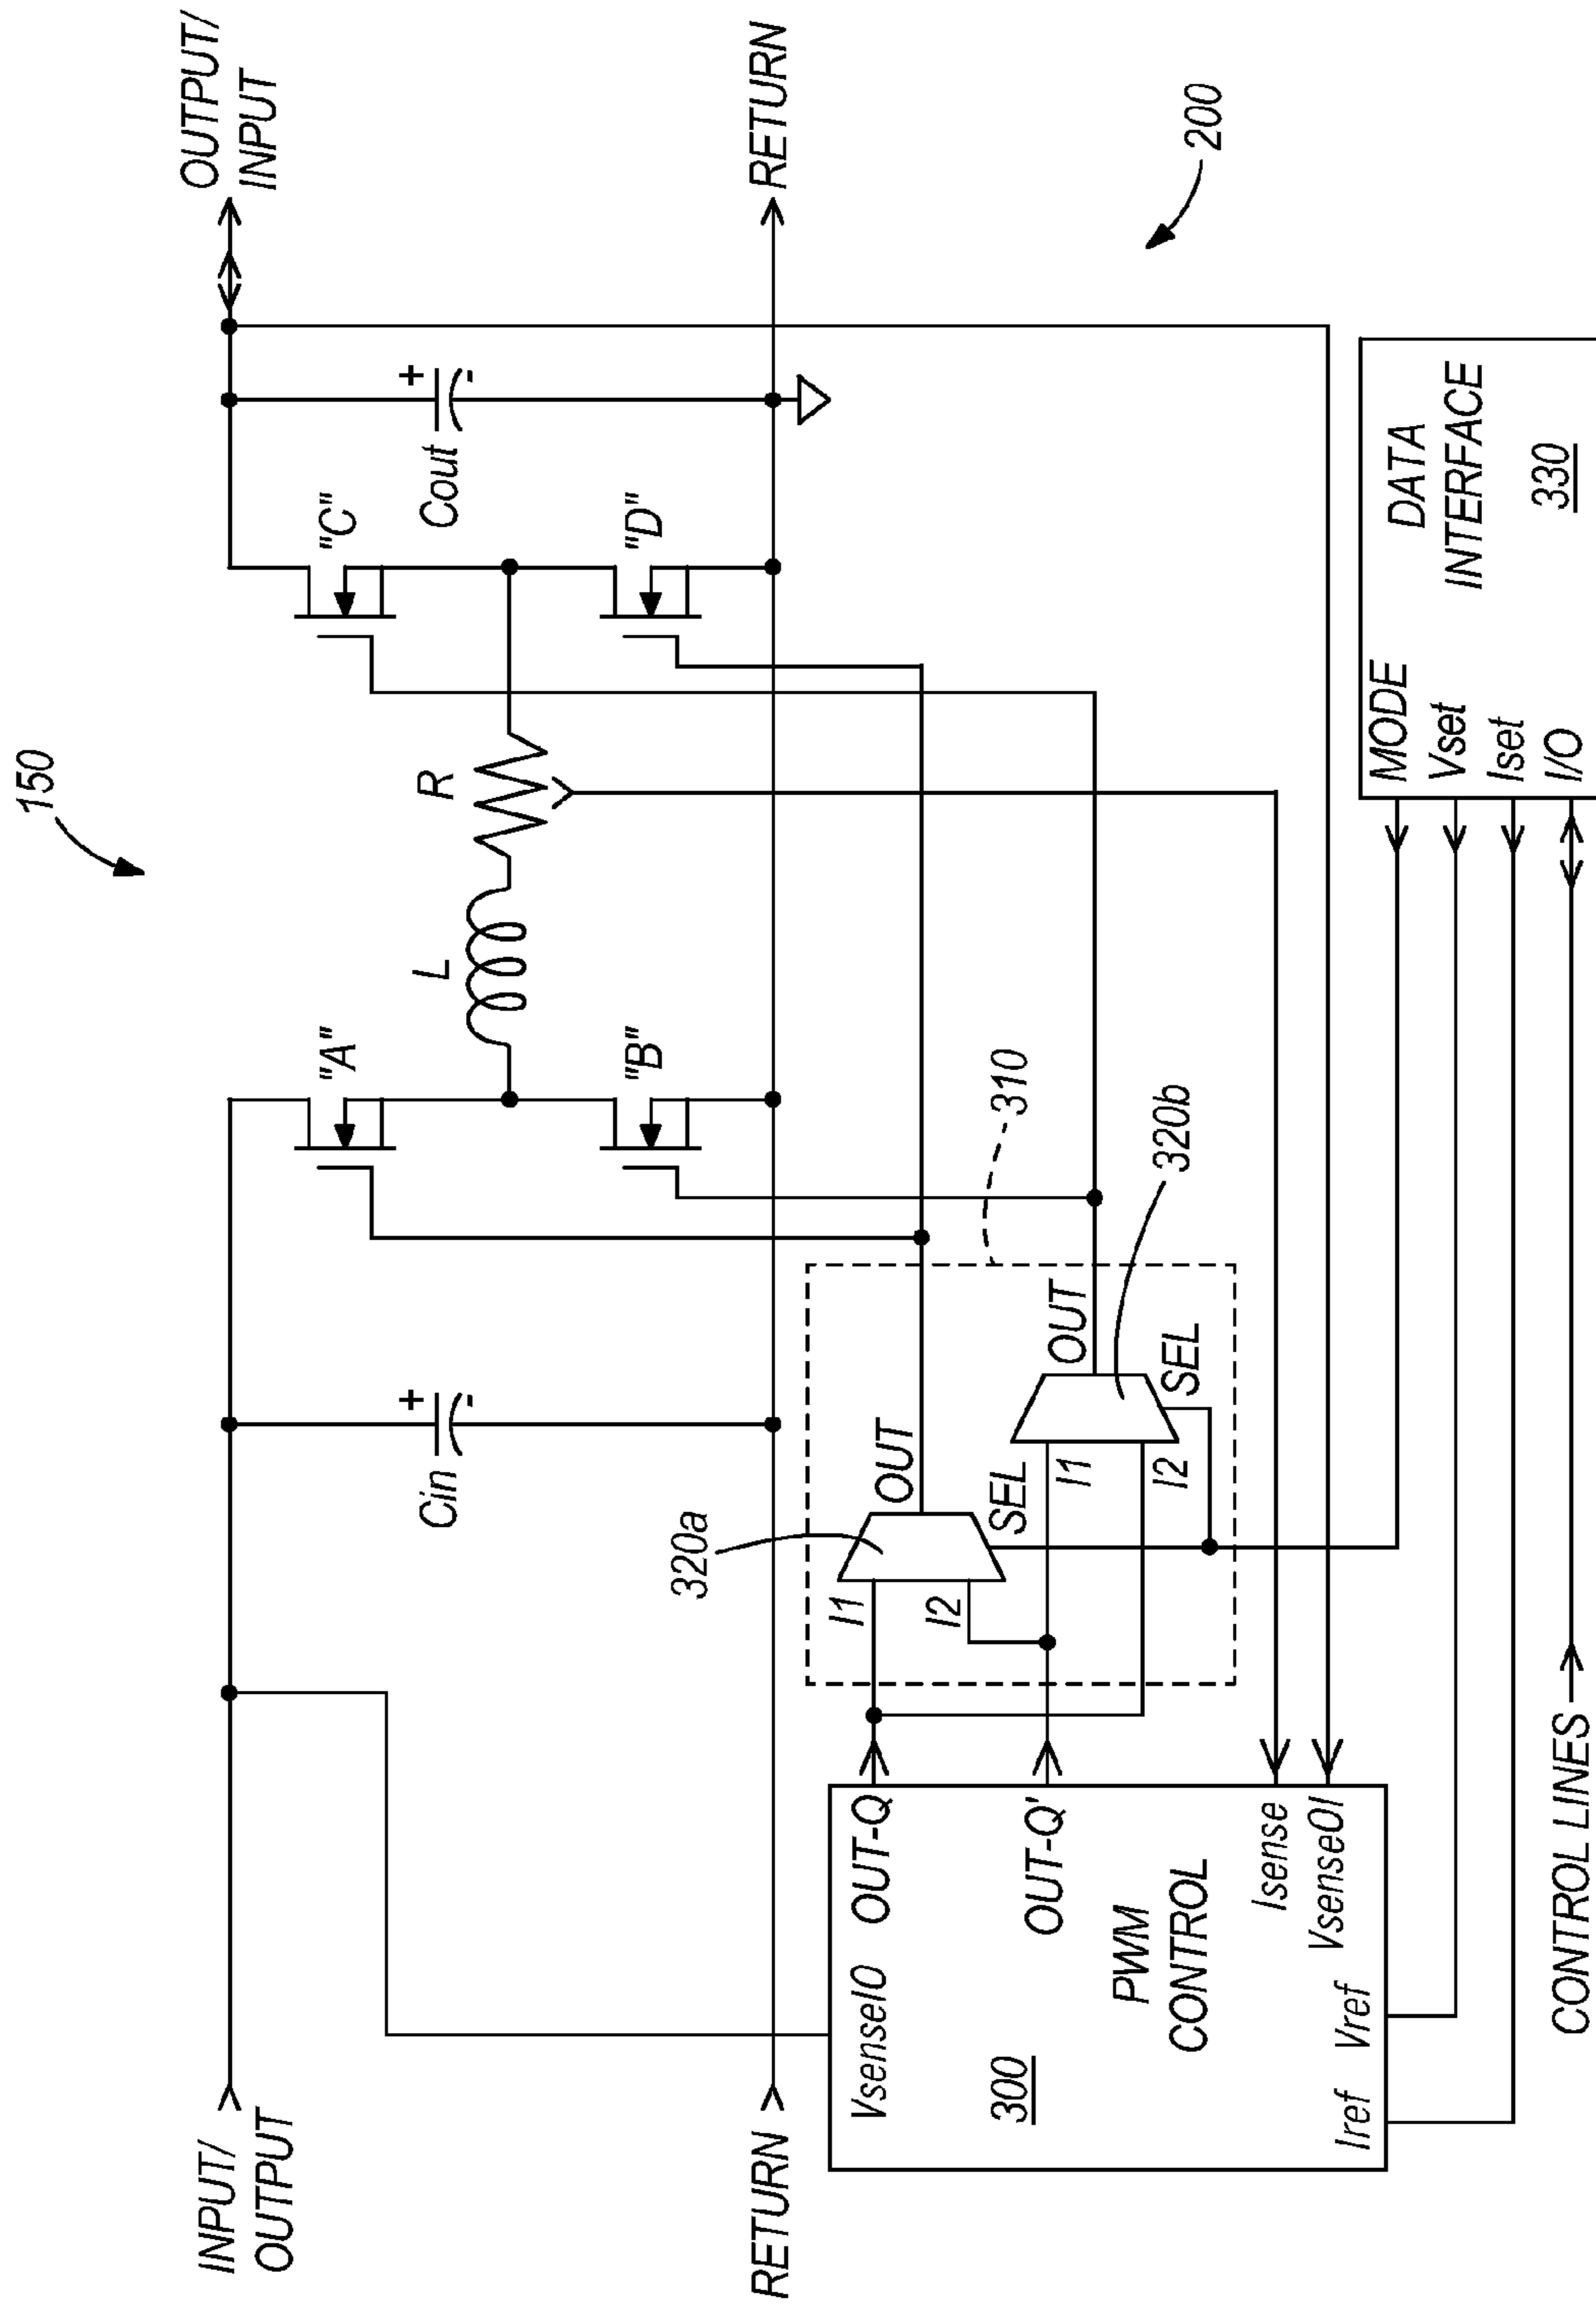 150
INPUT/
OUTPUT
OUTPUT/
INPUT
"A"
"C"
Cin
+
-
L
R
Cout
+
-
"B"
"D"
RETURN
RETURN
200
320a
I1
I2
OUT
SEL
310
320b
I1
I2
OUT
SEL
VsenseIO
OUT-Q
OUT-Q'
300
PWM
CONTROL
Isense
VsenseOI
Iref
Vref
MODE
Vset
Iset
I/O
DATA
INTERFACE
330
CONTROL LINES